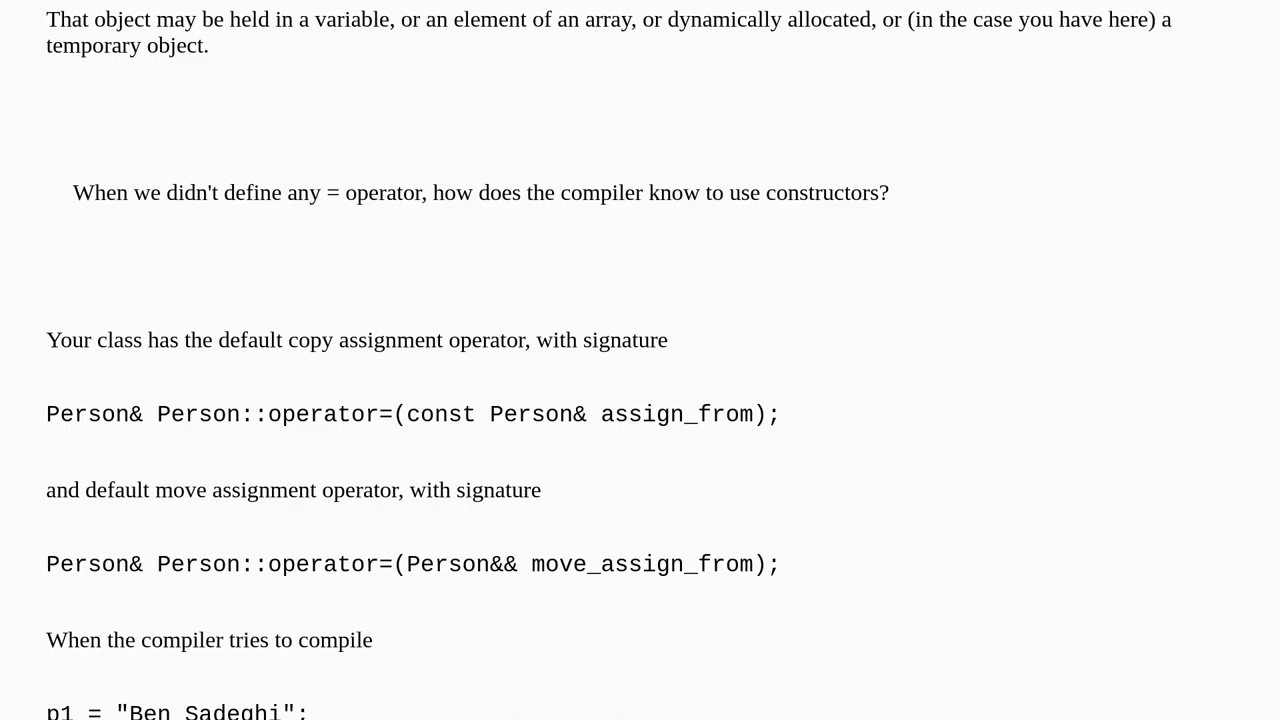 That object may be held in a variable, or an element of an array, or dynamically allocated, or (in the case you have here) a
temporary object.
When we didn't define any = operator, how does the compiler know to use constructors?
Your class has the default copy assignment operator, with signature
Person& Person::operator=(const Person& assign_from);
and default move assignment operator, with signature
Person& Person::operator=(Person&& move_assign_from);
When the compiler tries to compile
p1 = "Ben Sadeghi";